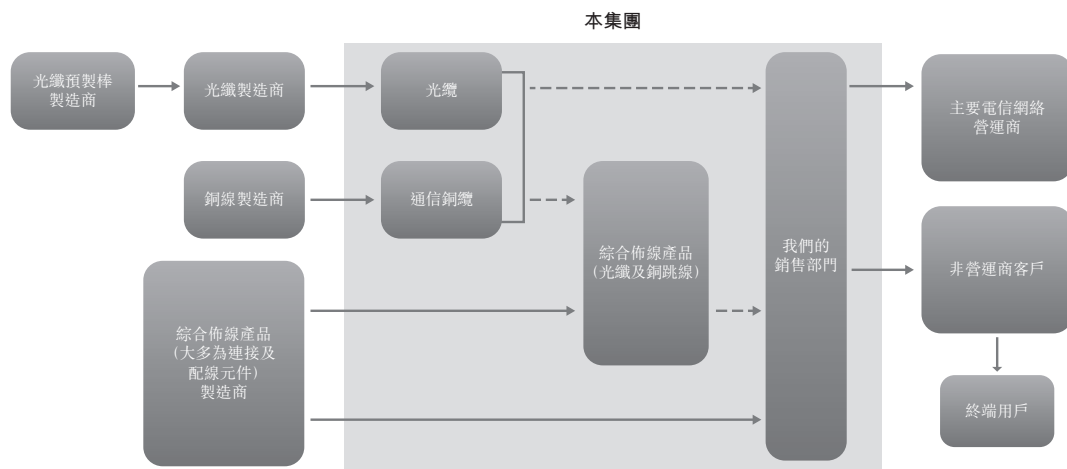 本集團
光纖預製棒
製造商
光纖製造商
光纜
主要電信網絡
營運商
銅線製造商
通信銅纜
綜合佈線產品
(光纖及銅跳線)
我們的
銷售部門
非營運商客戶
綜合佈線產品
(大多為連接及
配線元件)
製造商
終端用戶